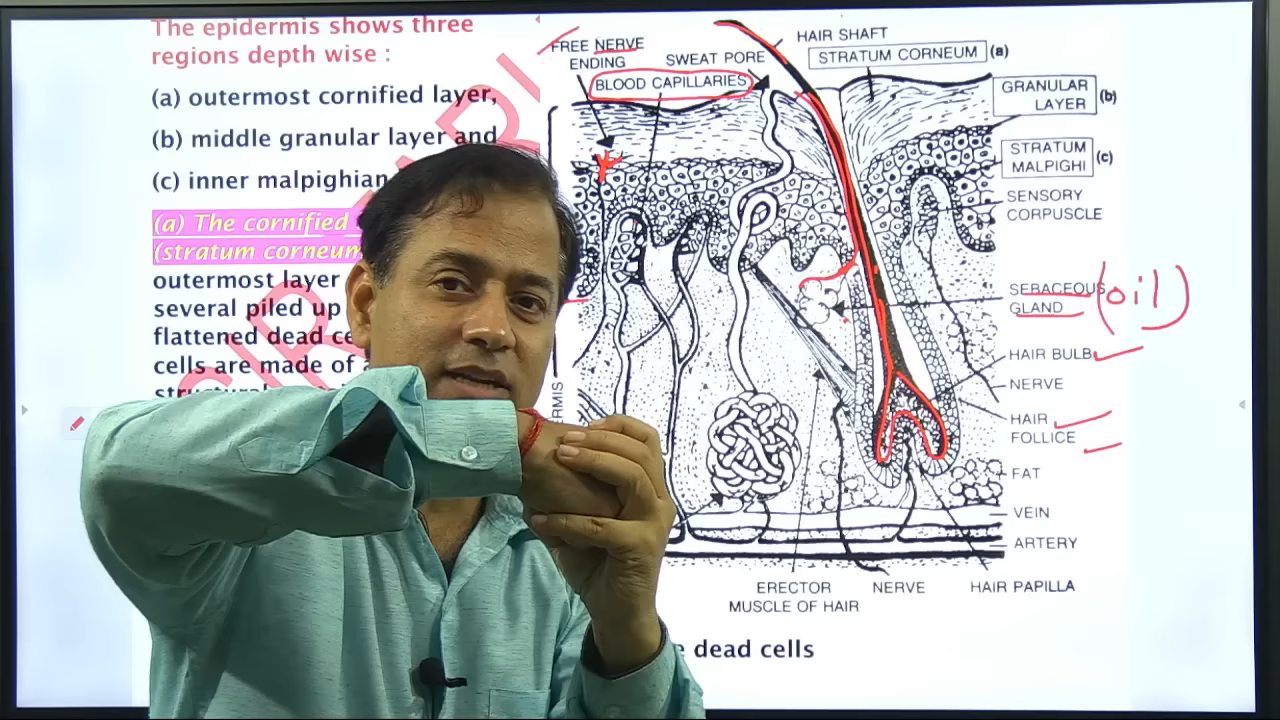 The epidermis shows three
regions depth wise :
(a) outermost cornified layer,
(b) middle granular layer and
(c) inner malpighian
(a) The cornified
(stratum corneum
outermost layer
several piled up
flattened dead
cells are made of
FREE NERVE
ENDING
BLOOD CAPILLARIES
SWEAT PORE
HAIR SHAFT
STRATUM CORNEUM (a)
GRANULAR
LAYER (b)
STRATUM
MALPIGHI (c)
SENSORY
CORPUSCLE
SEBACEOUS
GLAND
(oil)
HAIR BULB
NERVE
HAIR
FOLLICE
FAT
VEIN
ARTERY
ERECTOR
MUSCLE OF HAIR
NERVE
HAIR PAPILLA
dead cells